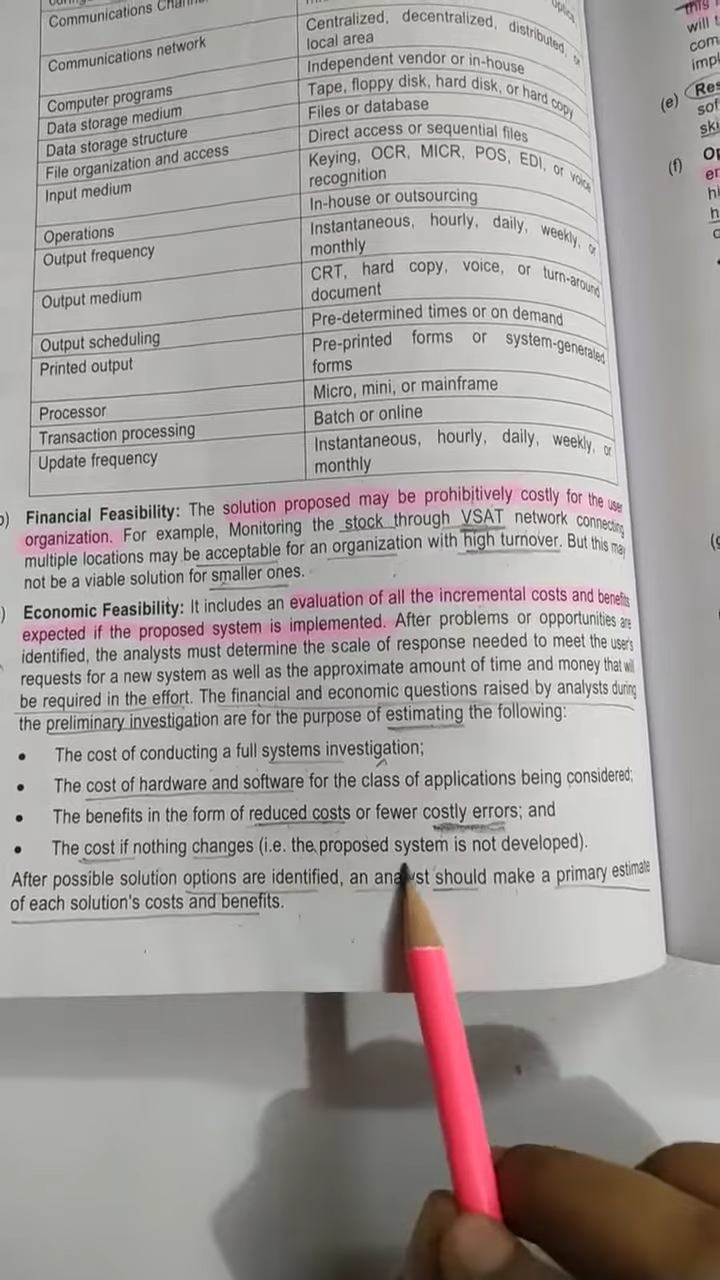 Communications
Centralized, decentralized, distributed, or
Communications network
local area
Independent vendor or in-house
Computer programs
Tape, floppy disk, hard disk, or hard copy
Data storage medium
Files or database
Data storage structure
Direct access or sequential files
File organization and access
Keying, OCR, MICR, POS, EDI, or voice
Input medium
recognition
In-house or outsourcing
Operations
Instantaneous, hourly, daily, weekly, or
Output frequency
monthly
CRT, hard copy, voice, or turn-around
Output medium
document
Pre-determined times or on demand
Output scheduling
Pre-printed forms or system-generated
Printed output
forms
Micro, mini, or mainframe
Processor
Batch or online
Transaction processing
Instantaneous, hourly, daily, weekly, or
Update frequency
monthly
Financial Feasibility: The solution proposed may be prohibitively costly for the user
organization. For example, Monitoring the stock through VSAT network connecting
multiple locations may be acceptable for an organization with high turnover. But this may
not be a viable solution for smaller ones.
Economic Feasibility: It includes an evaluation of all the incremental costs and benefits
expected if the proposed system is implemented. After problems or opportunities are
identified, the analysts must determine the scale of response needed to meet the user's
requests for a new system as well as the approximate amount of time and money that will
be required in the effort. The financial and economic questions raised by analysts during
the preliminary investigation are for the purpose of estimating the following:
• The cost of conducting a full systems investigation;
• The cost of hardware and software for the class of applications being considered;
• The benefits in the form of reduced costs or fewer costly errors; and
• The cost if nothing changes (i.e. the proposed system is not developed).
After possible solution options are identified, an analyst should make a primary estimate
of each solution's costs and benefits.
this
will
(e)
(f)